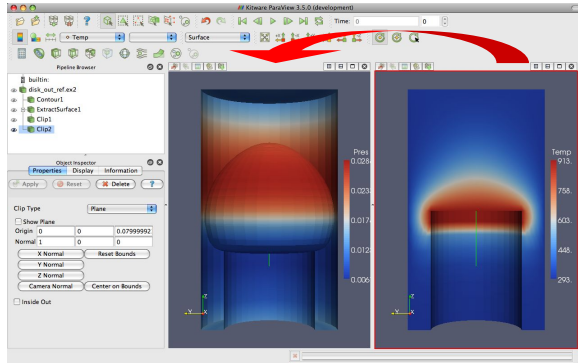 Kitware ParaView 3.5.0 (development)
Time: 0 0
Temp Surface
Pipeline Browser
builtin:
disk_out_ref.ex2
Contour1
ExtractSurface1
Clip1
Clip2
Object Inspector
Properties Display Information
Apply Reset Delete ?
Clip Type Plane
Show Plane
Origin 0 0 0.07999992
Normal 1 0 0
X Normal Reset Bounds
Y Normal
Z Normal
Camera Normal Center on Bounds
Inside Out
Pres
0.028
0.023
0.017
0.012
0.006
Z
Y X
Temp
913.
758.
603.
448.
293.
Z
Y X